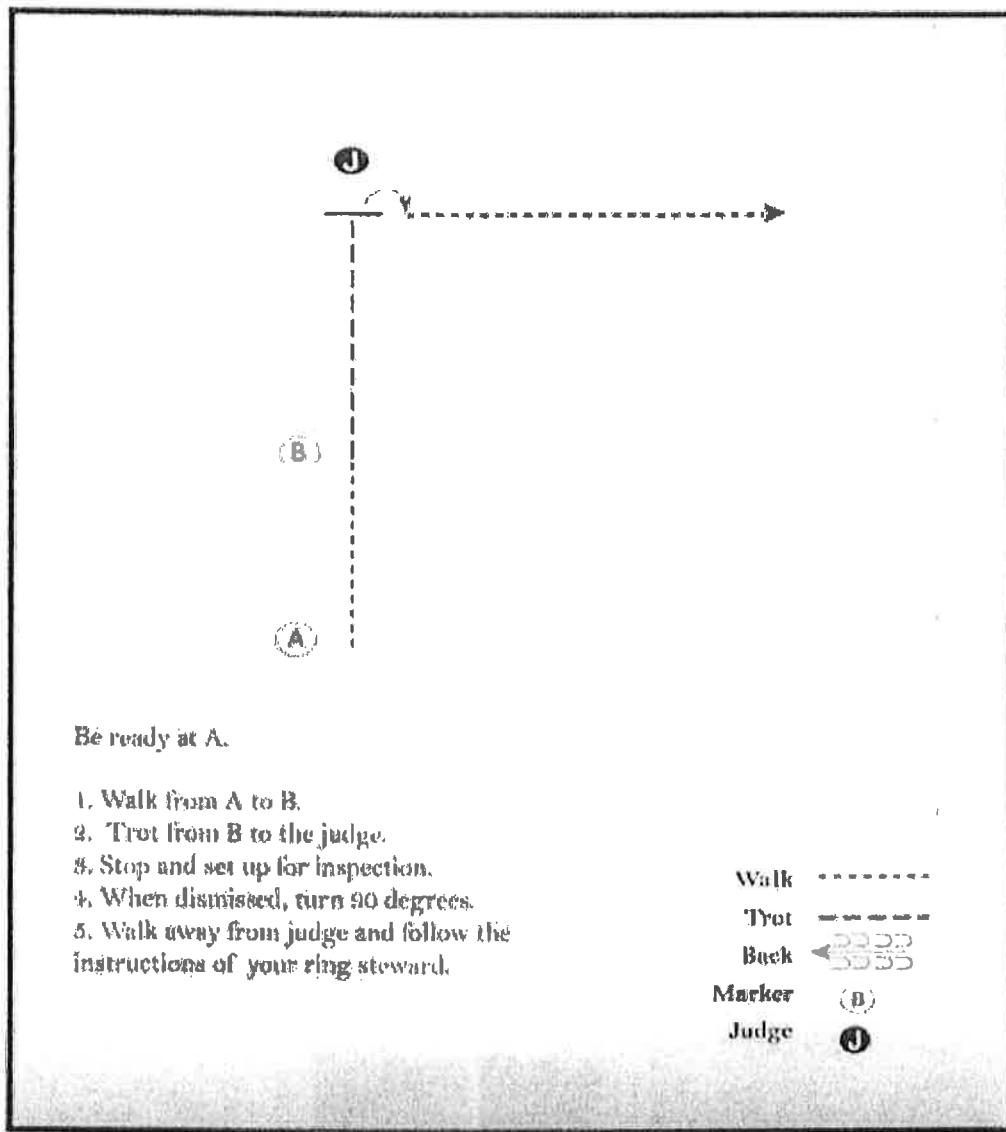 J
B
A
Be ready at A.
1. Walk from A to B.
2. Trot from B to the judge.
3. Stop and set up for inspection.
4. When dismissed, turn 90 degrees.
5. Walk away from judge and follow the
instructions of your ring steward.
Walk
Trot
Back
Marker B
Judge J